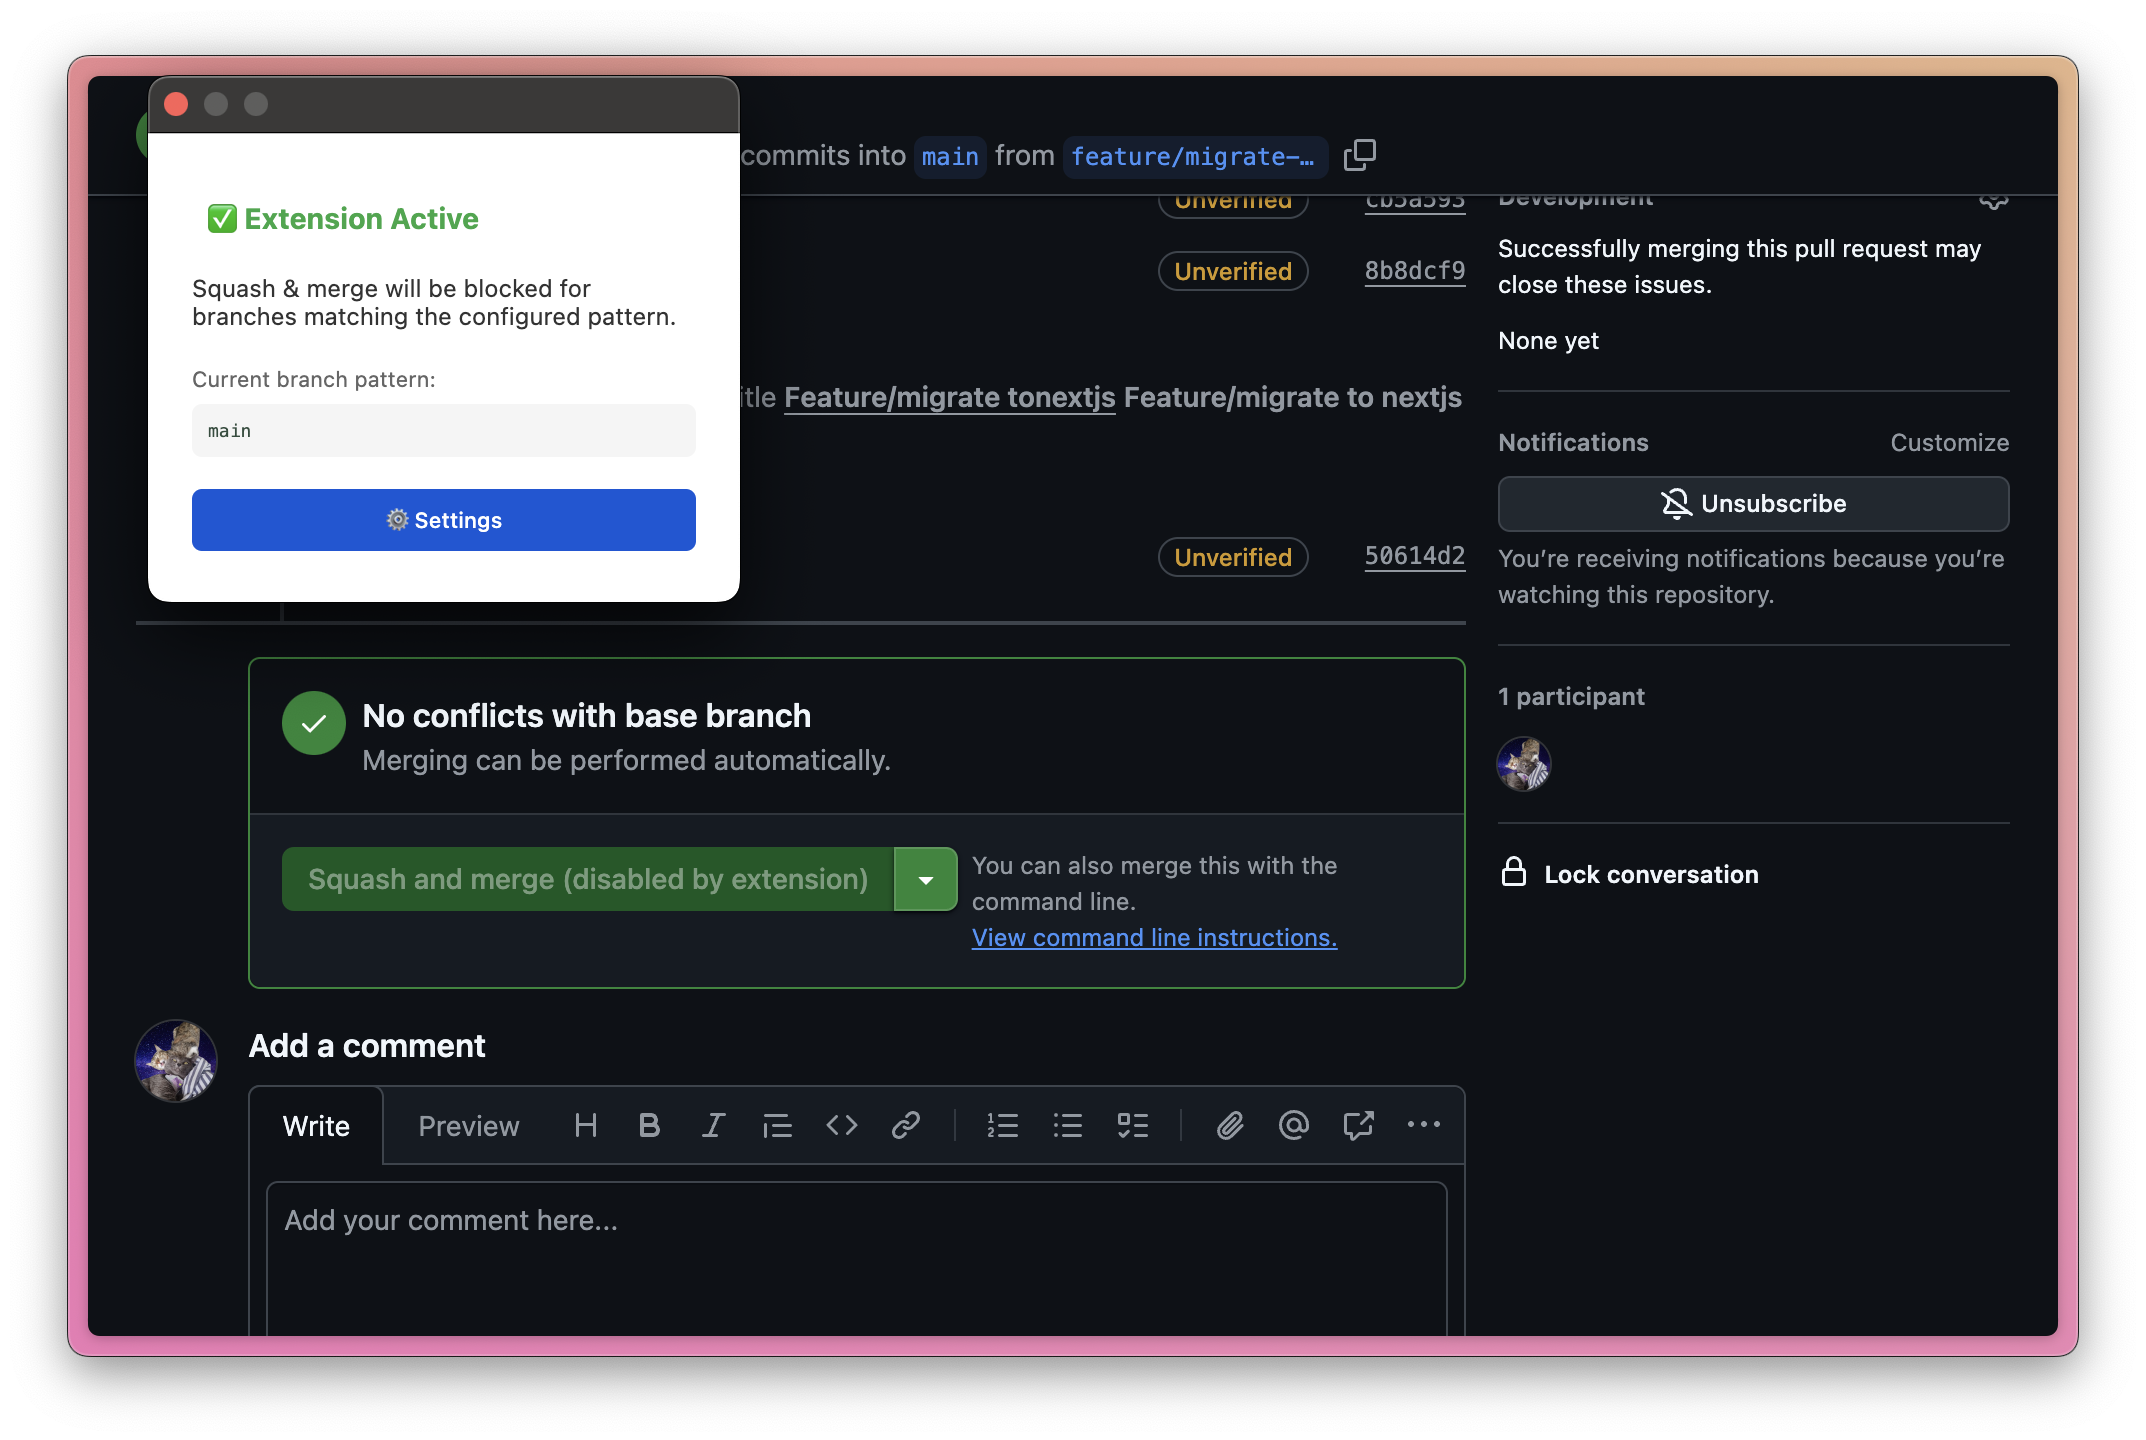 commits into main from feature/migrate-…
✅ Extension Active
Squash & merge will be blocked for
branches matching the configured pattern.
Current branch pattern:
main
⚙ Settings
Unverified cb5a593
Unverified 8b8dcf9
itle Feature/migrate tonextjs Feature/migrate to nextjs
Unverified 50614d2
Development
Successfully merging this pull request may
close these issues.
None yet
Notifications Customize
Unsubscribe
You’re receiving notifications because you’re
watching this repository.
1 participant
Lock conversation
No conflicts with base branch
Merging can be performed automatically.
Squash and merge (disabled by extension)
You can also merge this with the
command line.
View command line instructions.
Add a comment
Write Preview
Add your comment here...